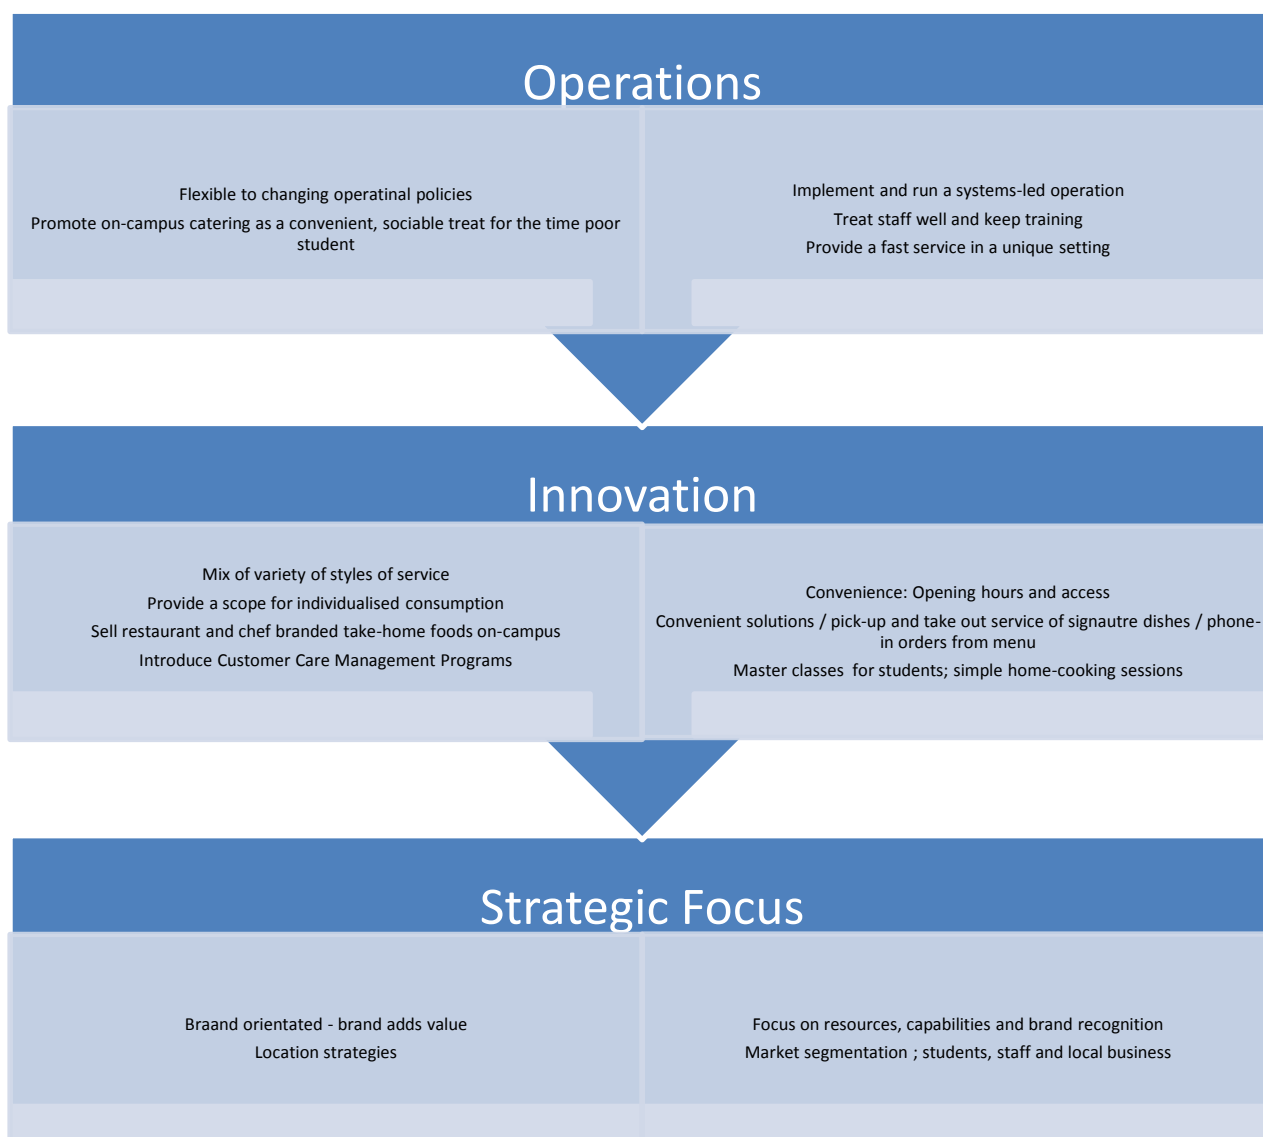 Operations
Flexible to changing operatinal policies
Promote on-campus catering as a convenient, sociable treat for the time poor
student
Implement and run a systems-led operation
Treat staff well and keep training
Provide a fast service in a unique setting
Innovation
Mix of variety of styles of service
Provide a scope for individualised consumption
Sell restaurant and chef branded take-home foods on-campus
Introduce Customer Care Management Programs
Convenience: Opening hours and access
Convenient solutions / pick-up and take out service of signautre dishes / phone-
in orders from menu
Master classes for students; simple home-cooking sessions
Strategic Focus
Braand orientated - brand adds value
Location strategies
Focus on resources, capabilities and brand recognition
Market segmentation ; students, staff and local business